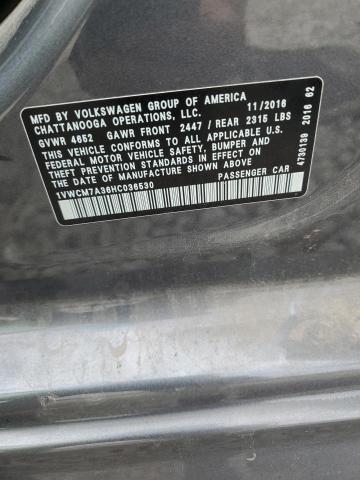 MFD BY VOLKSWAGEN GROUP OF AMERICA
CHATTANOOGA OPERATIONS, LLC. 11/2016
GVWR 4652 GAWR FRONT 2447 / REAR 2315 LBS
THIS VEHICLE CONFORMS TO ALL APPLICABLE U.S.
FEDERAL MOTOR VEHICLE SAFETY, BUMPER, AND
THEFT PREVENTION STANDARDS IN EFFECT ON THE
DATE OF MANUFACTURE SHOWN ABOVE.
1VWCM7A36HC036530 PASSENGER CAR
4730139 2016 62